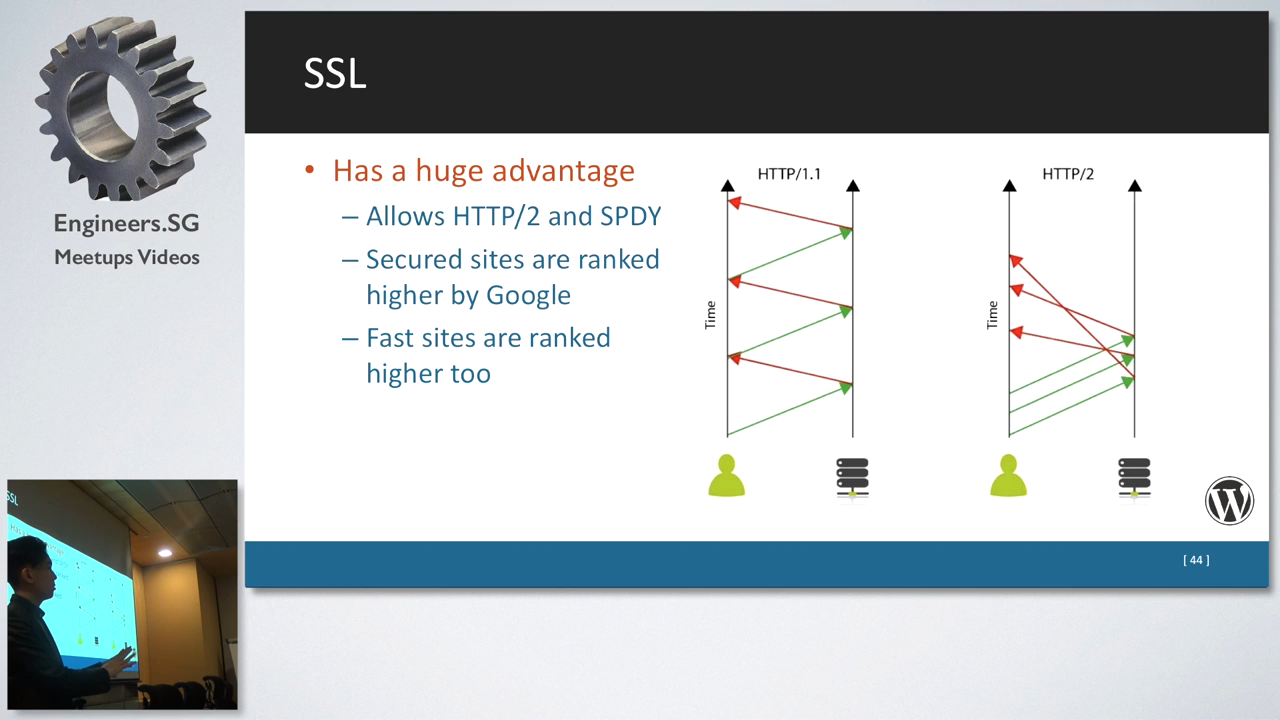 Engineers.SG
Meetups Videos
SSL
• Has a huge advantage
– Allows HTTP/2 and SPDY
– Secured sites are ranked
higher by Google
– Fast sites are ranked
higher too
HTTP/1.1
Time
HTTP/2
Time
[ 44 ]
SSL